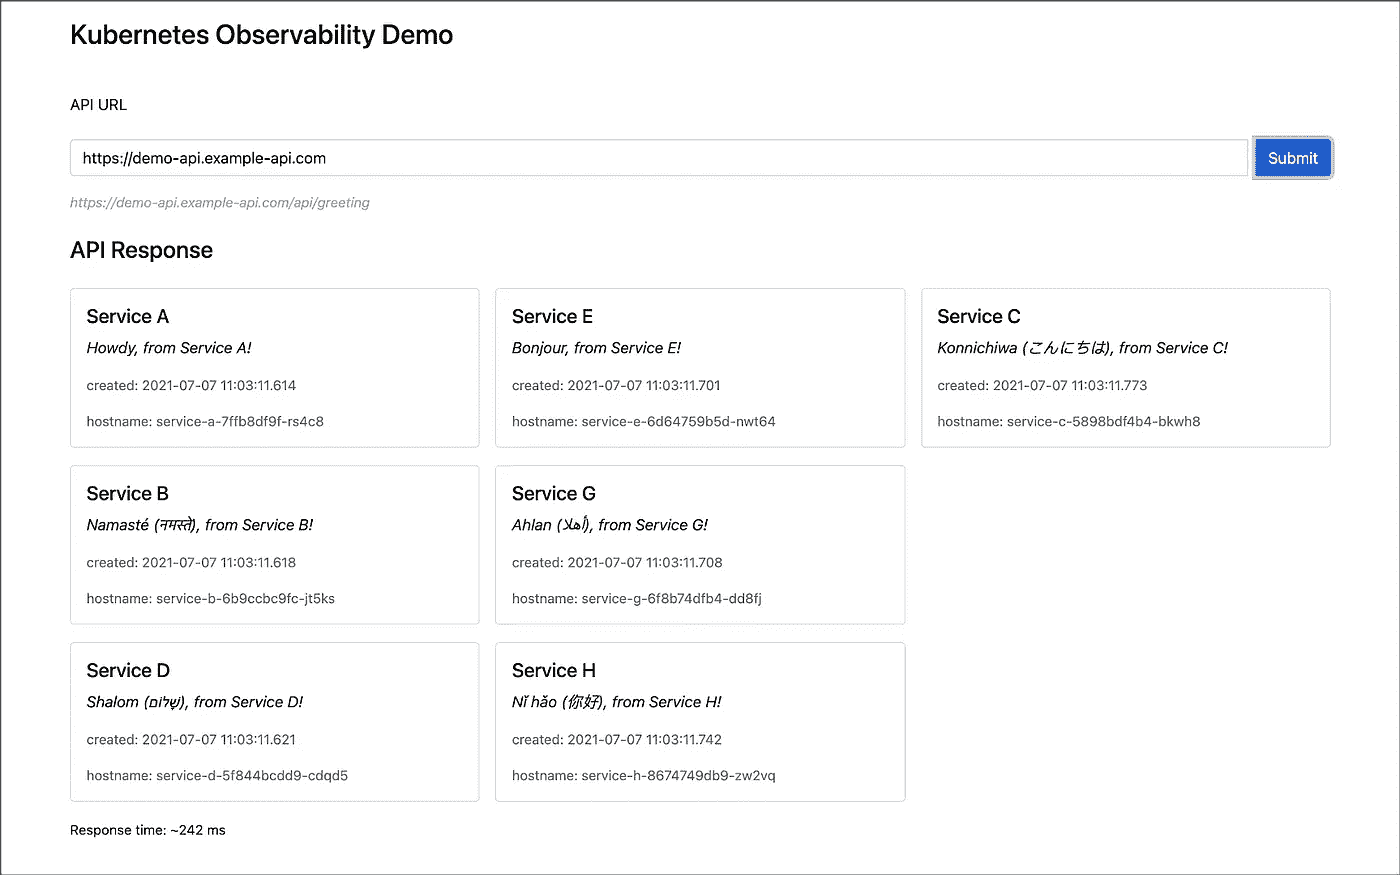 Kubernetes Observability Demo
API URL
https://demo-api.example-api.com
Submit
https://demo-api.example-api.com/api/greeting
API Response
Service A
Howdy, from Service A!
created: 2021-07-07 11:03:11.614
hostname: service-a-7ffb8df9f-rs4c8
Service E
Bonjour, from Service E!
created: 2021-07-07 11:03:11.701
hostname: service-e-6d64759b5d-nwt64
Service C
Konnichiwa (こんにちは), from Service C!
created: 2021-07-07 11:03:11.773
hostname: service-c-5898bdf4b4-bkwh8
Service B
Namasté (नमस्ते), from Service B!
created: 2021-07-07 11:03:11.618
hostname: service-b-6b9ccbc9fc-jt5ks
Service G
Ahlan (أهلا), from Service G!
created: 2021-07-07 11:03:11.708
hostname: service-g-6f8b74dfb4-dd8fj
Service D
Shalom (שָׁלוֹם), from Service D!
created: 2021-07-07 11:03:11.621
hostname: service-d-5f844bcdd9-cdqd5
Service H
Nǐ hǎo (你好), from Service H!
created: 2021-07-07 11:03:11.742
hostname: service-h-8674749db9-zw2vq
Response time: ~242 ms